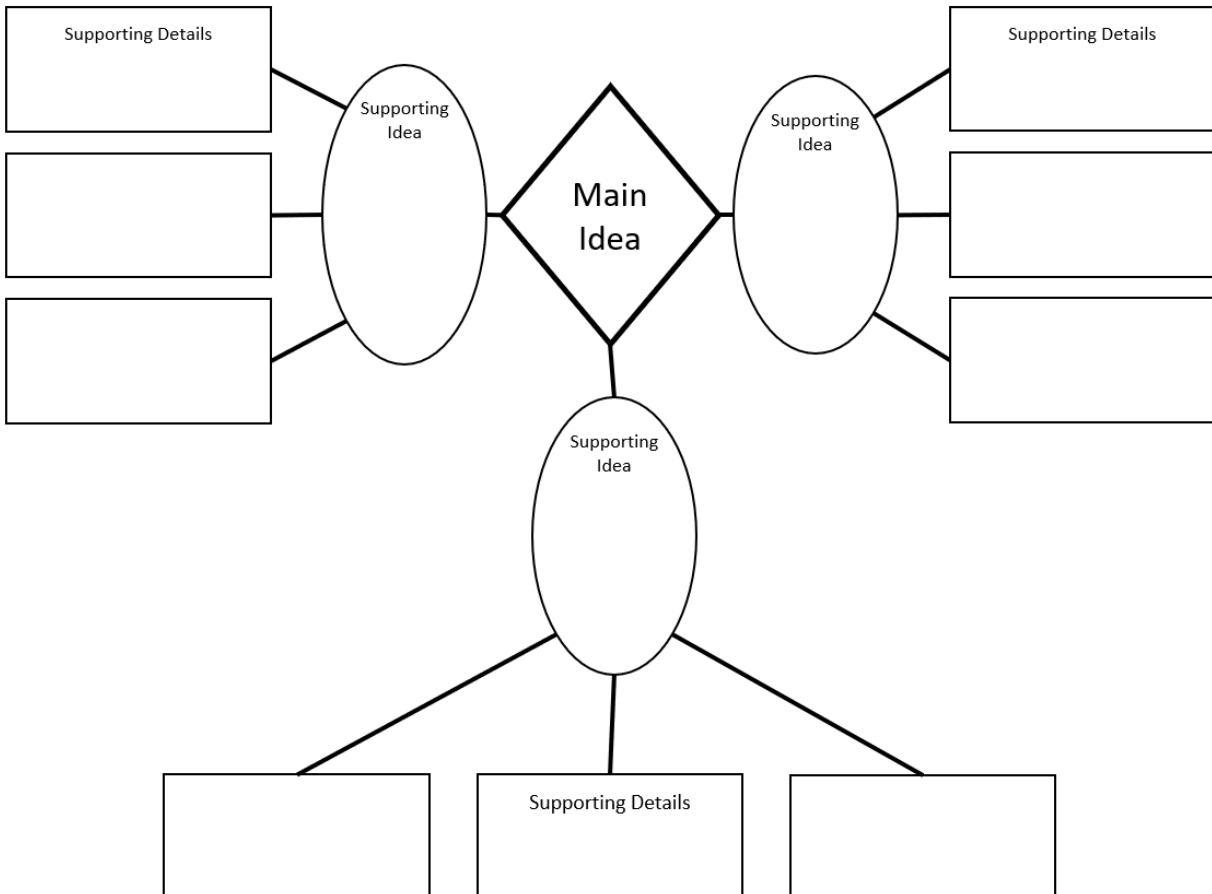 Supporting Details
Supporting Details
Supporting
Idea
Supporting
Idea
Main
Idea
Supporting
Idea
Supporting Details